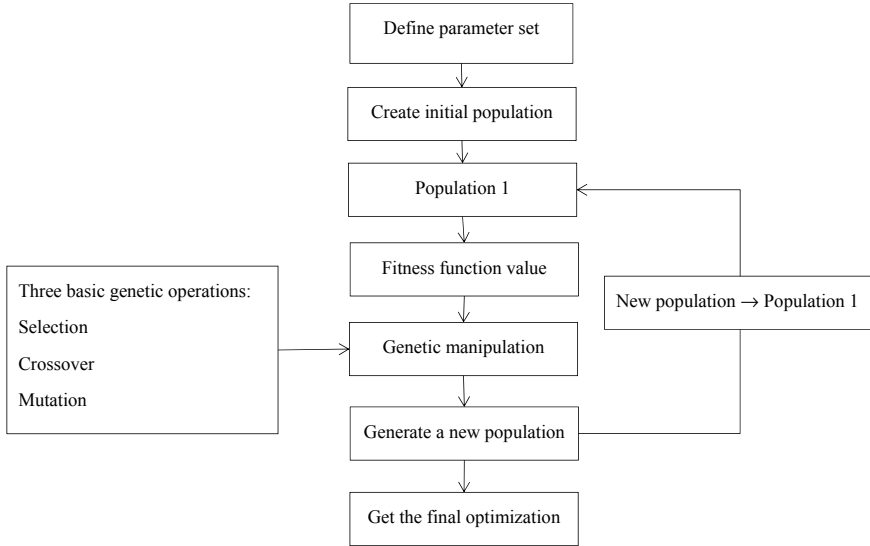 Define parameter set
Create initial population
Population 1
Fitness function value
Three basic genetic operations:
Selection
Crossover
Mutation
New population → Population 1
Genetic manipulation
Generate a new population
Get the final optimization